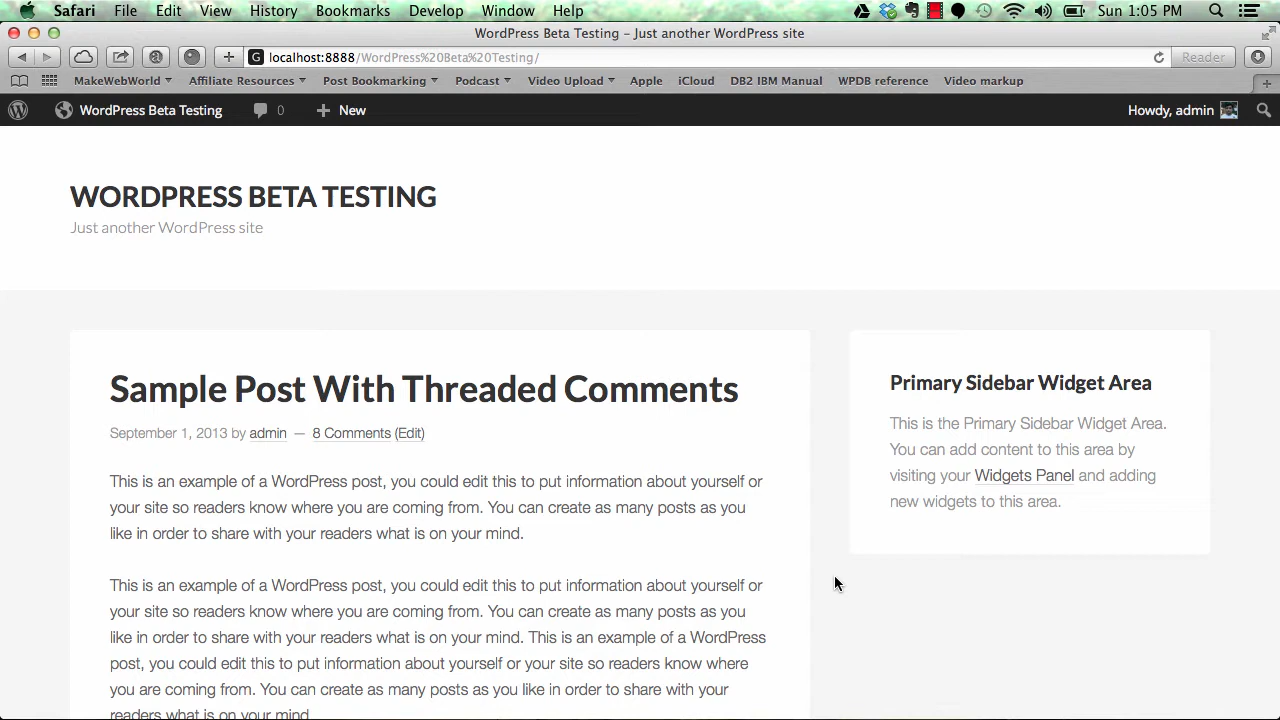 Safari File Edit View History Bookmarks Develop Window Help Sun 1:05 PM
WordPress Beta Testing – Just another WordPress site
localhost:8888/WordPress%20Beta%20Testing/ Reader
MakeWebWorld Affiliate Resources Post Bookmarking Podcast Video Upload Apple iCloud DBZ IBM Manual WPDB reference Video markup
WordPress Beta Testing 0 New Howdy, admin
WORDPRESS BETA TESTING
Just another WordPress site
Sample Post With Threaded Comments
September 1, 2013 by admin — 8 Comments (Edit)
This is an example of a WordPress post, you could edit this to put information about yourself or
your site so readers know where you are coming from. You can create as many posts as you
like in order to share with your readers what is on your mind.
This is an example of a WordPress post, you could edit this to put information about yourself or
your site so readers know where you are coming from. You can create as many posts as you
like in order to share with your readers what is on your mind. This is an example of a WordPress
post, you could edit this to put information about yourself or your site so readers know where
you are coming from. You can create as many posts as you like in order to share with your
readers what is on your mind.
Primary Sidebar Widget Area
This is the Primary Sidebar Widget Area.
You can add content to this area by
visiting your Widgets Panel and adding
new widgets to this area.